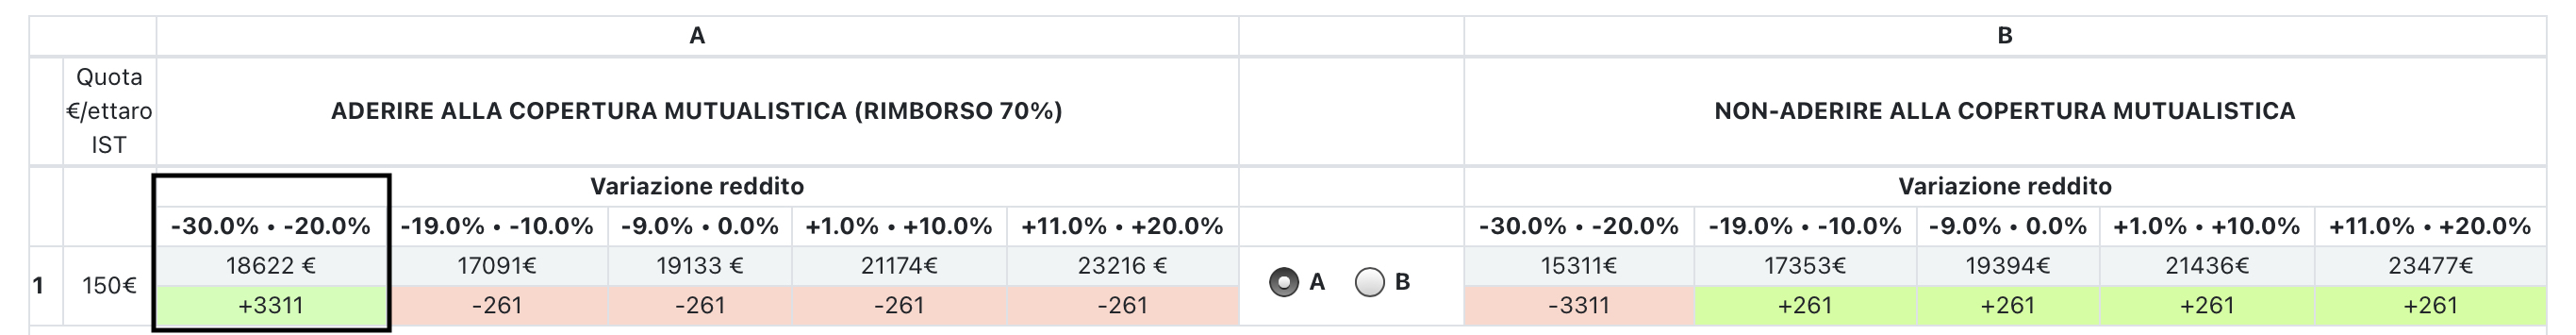 A
B
Quota
€/ettaro
IST
ADERIRE ALLA COPERTURA MUTUALISTICA (RIMBORSO 70%)
NON-ADERIRE ALLA COPERTURA MUTUALISTICA
Variazione reddito
Variazione reddito
-30.0% • -20.0% -19.0% • -10.0% -9.0% • 0.0% +1.0% • +10.0% +11.0% • +20.0%
-30.0% • -20.0% -19.0% • -10.0% -9.0% • 0.0% +1.0% • +10.0% +11.0% • +20.0%
1 150€
18622 € 17091€ 19133 € 21174€ 23216 €
+3311 -261 -261 -261 -261
A B
15311€ 17353€ 19394€ 21436€ 23477€
-3311 +261 +261 +261 +261